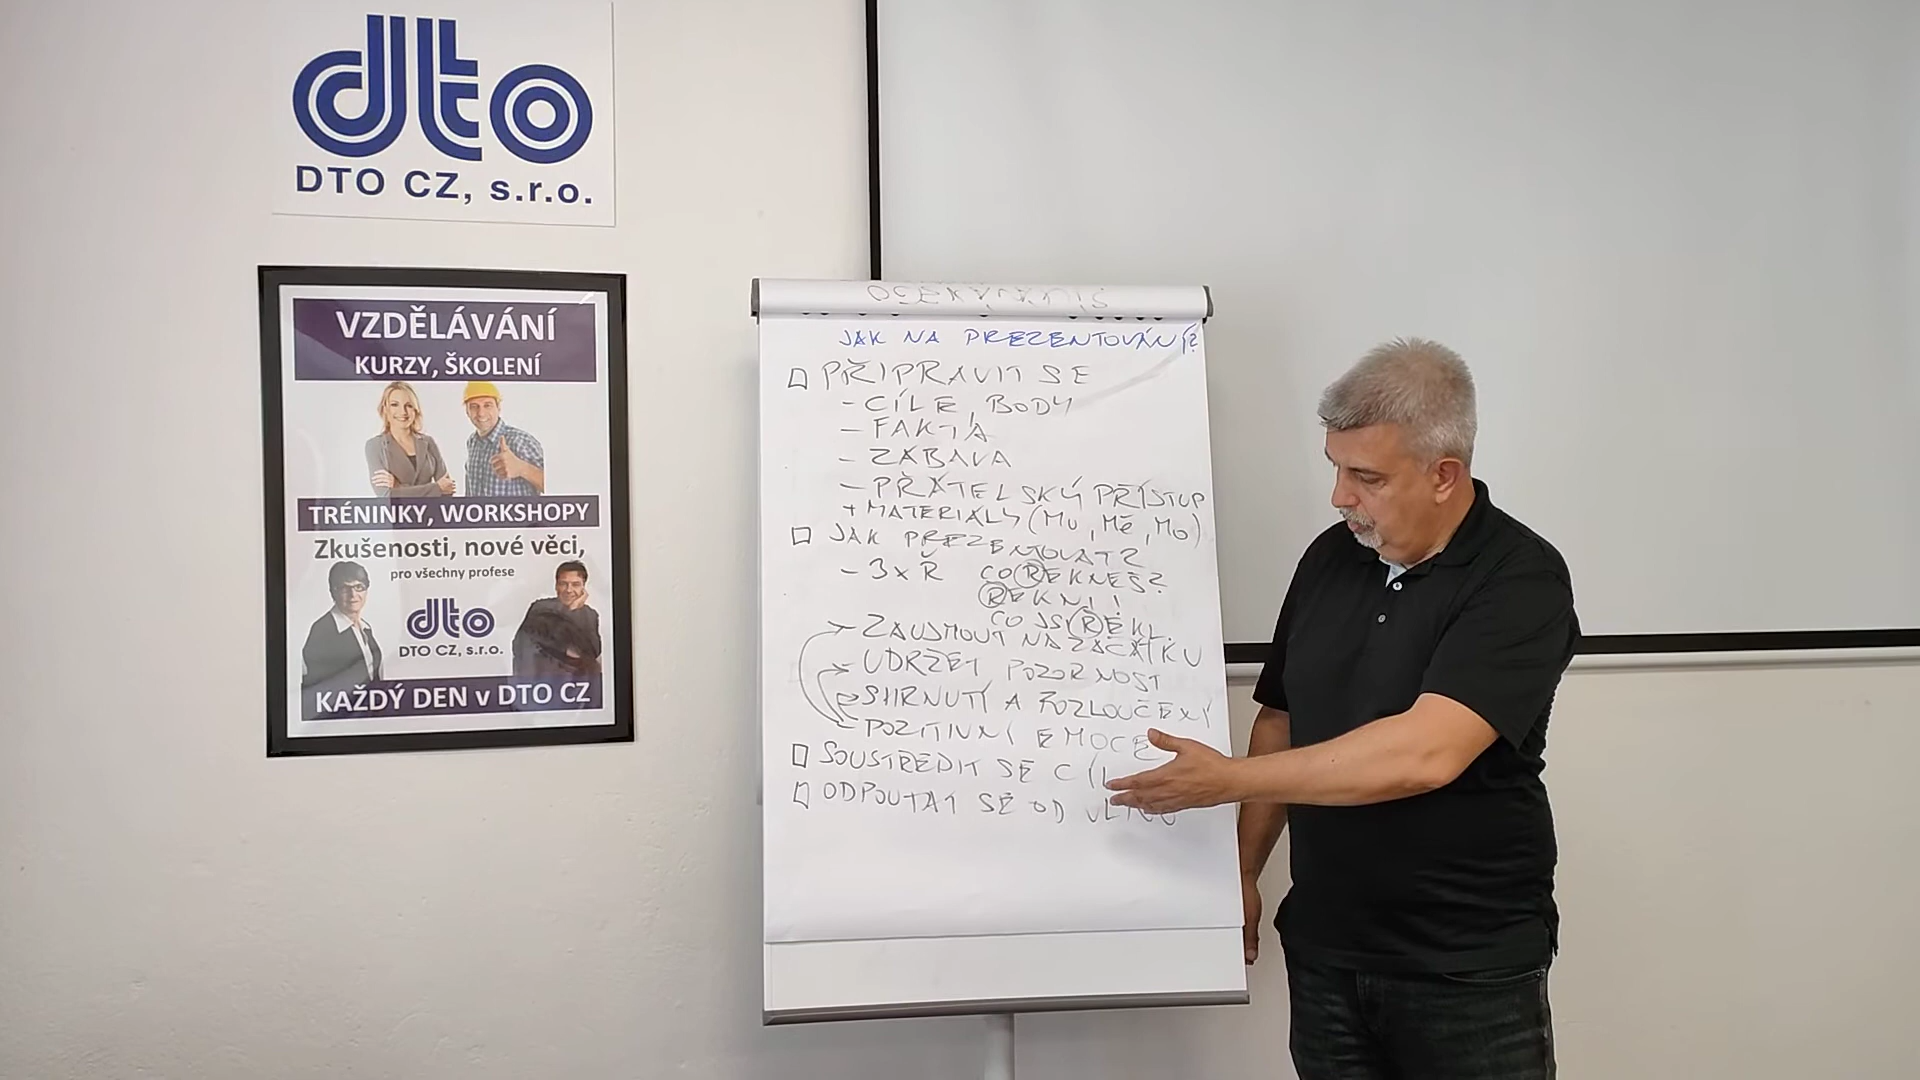 dto
DTO CZ, s.r.o.
VZDĚLÁVÁNÍ
KURZY, ŠKOLENÍ
TRÉNINKY, WORKSHOPY
Zkušenosti, nové věci,
pro všechny profese
dto
DTO CZ, s.r.o.
KAŽDÝ DEN v DTO CZ
JAK NA PREZENTOVÁNÍ?
PŘIPRAVIT SE
- CÍLE, BODY
- FAKTA
- ZÁBAVA
- PŘÁTELSKÝ PŘÍSTUP
+ MATERIÁLY (MU, MĚ, MO)
JAK PREZENTOVAT?
- 3x Ř CO ŘEKNEŠ?
ŘEKNI!
CO JSI ŘEKL
- ZAUJMOUT NA ZAČÁTKU
- UDRŽET POZORNOST
- SHRNUTÍ A ROZLOUČENÍ
- POZITIVNÍ EMOCE
SOUSTŘEDIT SE
ODPOUTAT SE OD